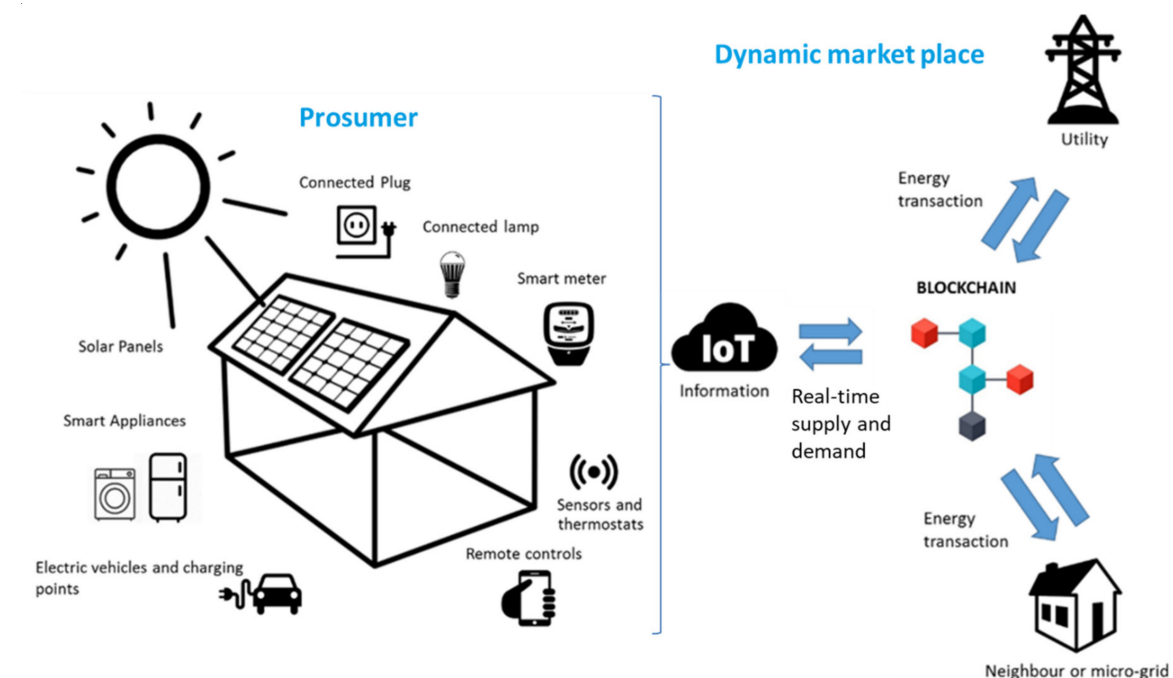 Dynamic market place
Prosumer
Utility
Connected Plug
Energy
transaction
Connected lamp
Smart meter
BLOCKCHAIN
Solar Panels
IoT
Information
Real-time
supply and
demand
Smart Appliances
Sensors and
thermostats
Energy
transaction
Remote controls
Electric vehicles and charging
points
Neighbour or micro-grid